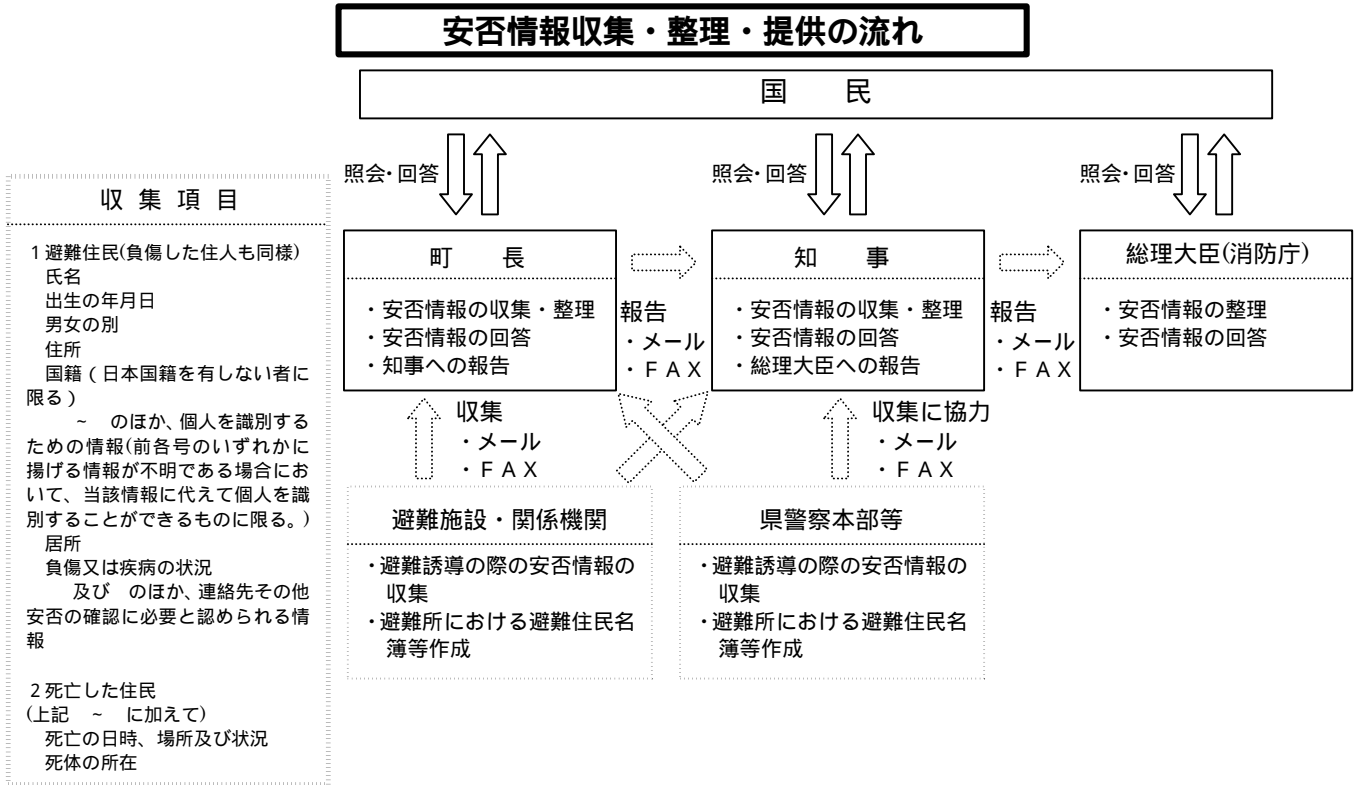 安否情報収集・整理・提供の流れ
国　　民
照会・回答
照会・回答
照会・回答
収 集 項 目
1 避難住民(負傷した住人も同様)
氏名
出生の年月日
男女の別
住所
国籍（日本国籍を有しない者に
限る）
～　のほか、個人を識別する
ための情報(前各号のいずれかに
揚げる情報が不明である場合にお
いて、当該情報に代えて個人を識
別することができるものに限る。)
居所
負傷又は疾病の状況
及び　のほか、連絡先その他
安否の確認に必要と認められる情
報
2 死亡した住民
(上記　～　に加えて)
死亡の日時、場所及び状況
死体の所在
町　　長
・安否情報の収集・整理
・安否情報の回答
・知事への報告
報告
・メール
・ＦＡＸ
知　　事
・安否情報の収集・整理
・安否情報の回答
・総理大臣への報告
報告
・メール
・ＦＡＸ
総理大臣(消防庁)
・安否情報の整理
・安否情報の回答
収集
・メール
・ＦＡＸ
収集に協力
・メール
・ＦＡＸ
避難施設・関係機関
・避難誘導の際の安否情報の
収集
・避難所における避難住民名
簿等作成
県警察本部等
・避難誘導の際の安否情報の
収集
・避難所における避難住民名
簿等作成